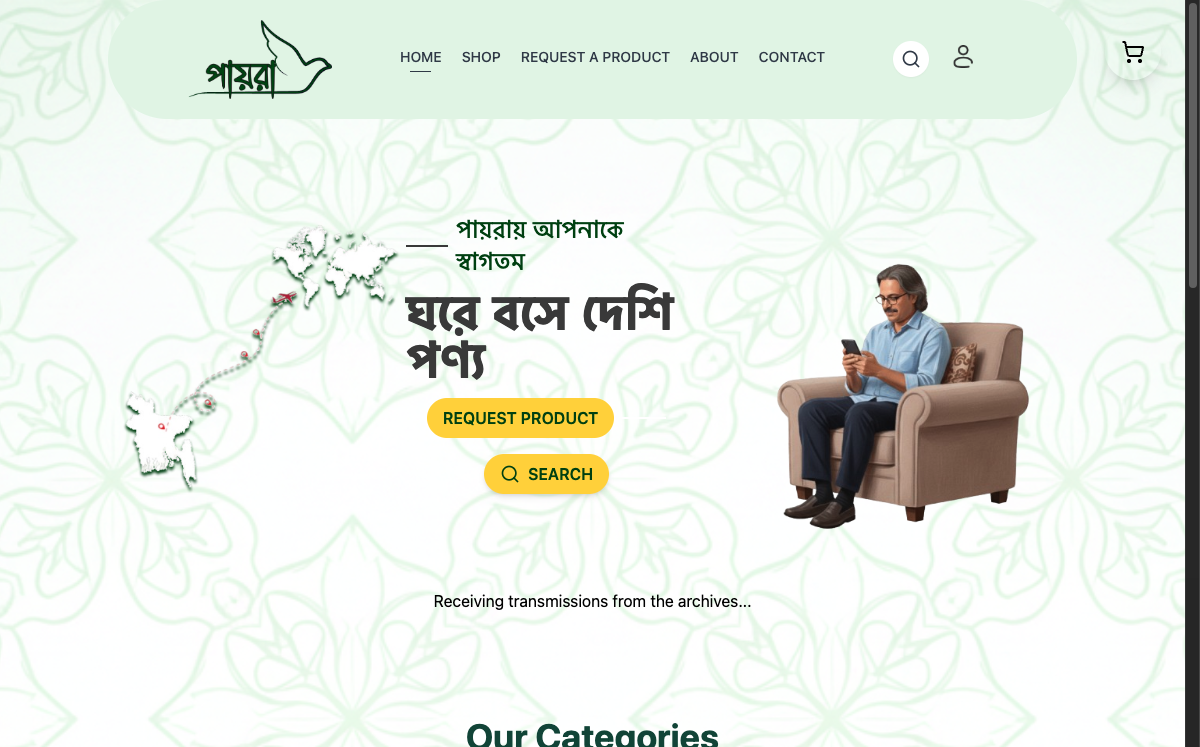 পায়রা
HOME
SHOP
REQUEST A PRODUCT
ABOUT
CONTACT
পায়রায় আপনাকে
স্বাগতম
ঘরে বসে দেশি
পণ্য
REQUEST PRODUCT
SEARCH
Receiving transmissions from the archives...
Our Categories